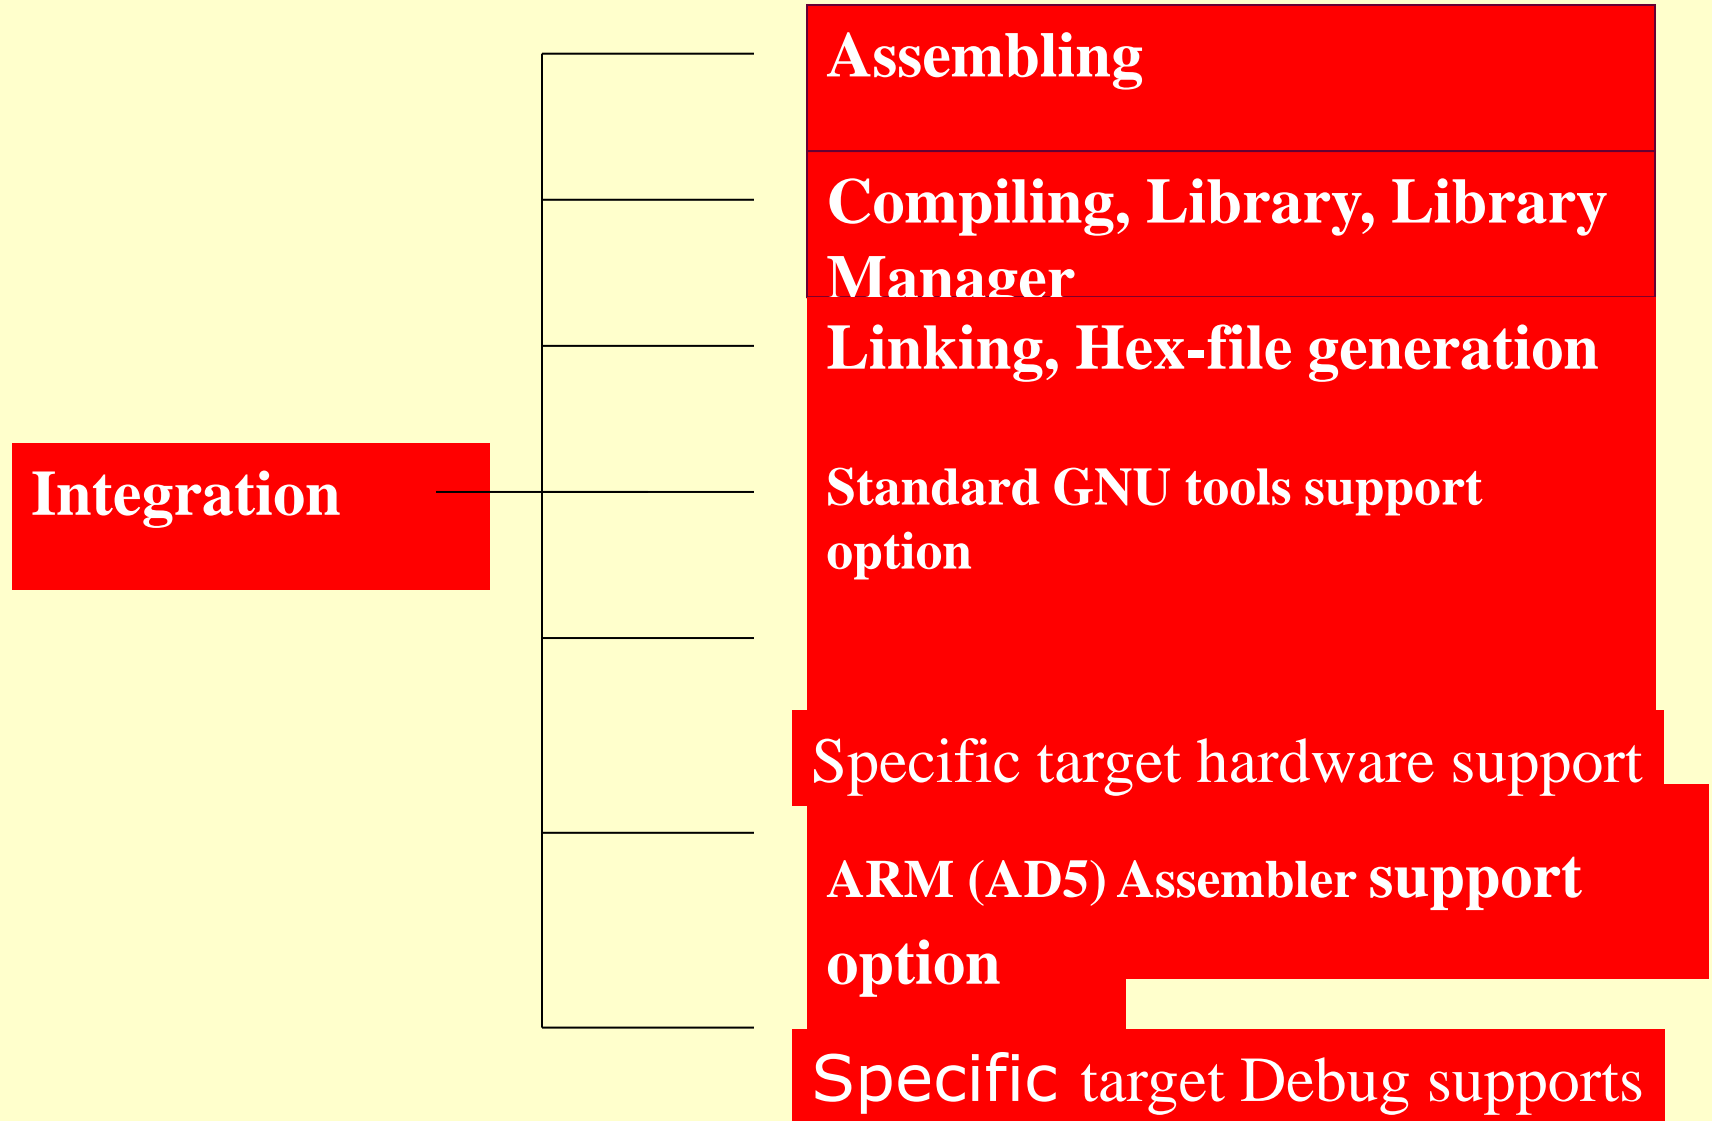 Assembling
Compiling, Library, Library
Manager
Linking, Hex-file generation
Integration
Standard GNU tools support
option
Specific target hardware support
ARM (AD5) Assembler support
option
Specific target Debug supports